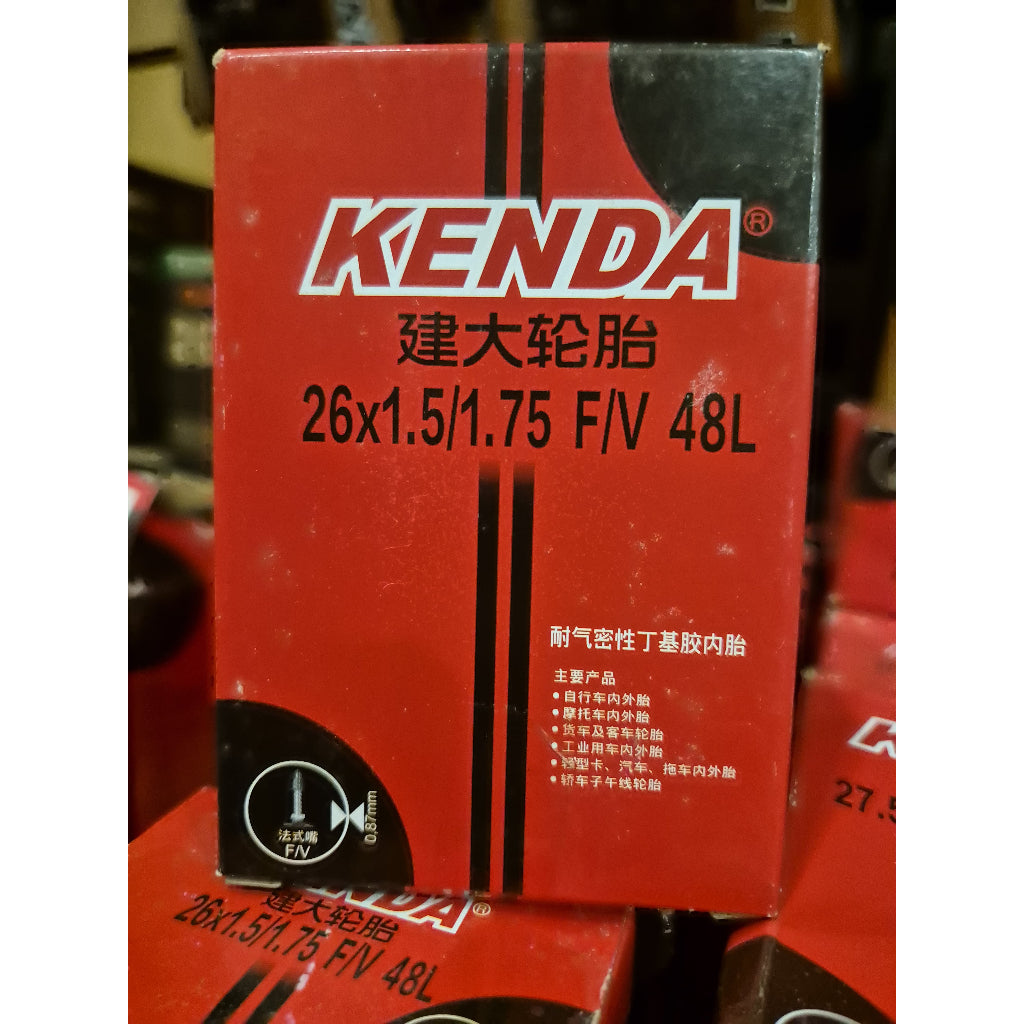 KENDA®
建大轮胎
26x1.5/1.75 F/V 48L
耐气密性丁基胶内胎
主要产品
• 自行车内外胎
• 摩托车内外胎
• 货车及客车轮胎
• 工业用车内外胎
• 轻型卡、汽车、拖车内外胎
• 轿车子午线轮胎
法式嘴
F/V
0.87mm
KENDA®
建大轮胎
26x1.5/1.75 F/V 48L
27.5